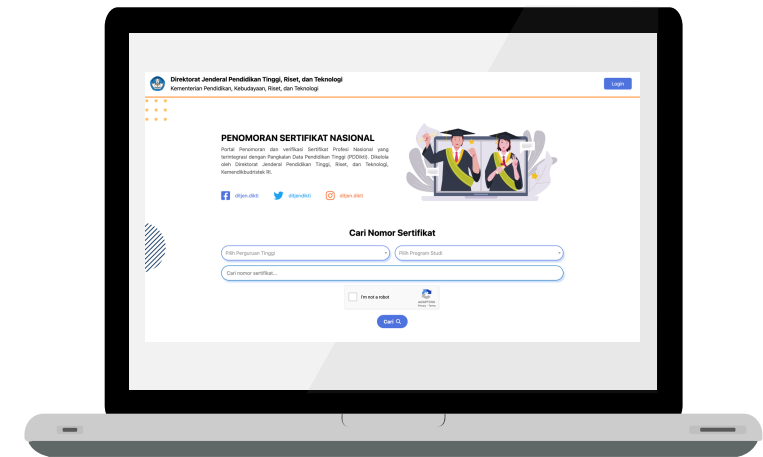 Direktorat Jenderal Pendidikan Tinggi, Riset, dan Teknologi
Kementerian Pendidikan, Kebudayaan, Riset, dan Teknologi
Login
PENOMORAN SERTIFIKAT NASIONAL
Portal Penomoran dan verifikasi Sertifikat Profesi Nasional yang
terintegrasi dengan Pangkalan Data Pendidikan Tinggi (PDDikti). Dikelola
oleh Direktorat Jenderal Pendidikan Tinggi, Riset, dan Teknologi,
Kemendikbudristek RI.
ditjen.dikti
ditjendikti
ditjen.dikti
Cari Nomor Sertifikat
Pilih Perguruan Tinggi
Pilih Program Studi
Cari nomor sertifikat...
I'm not a robot
reCAPTCHA
Privacy - Terms
Cari